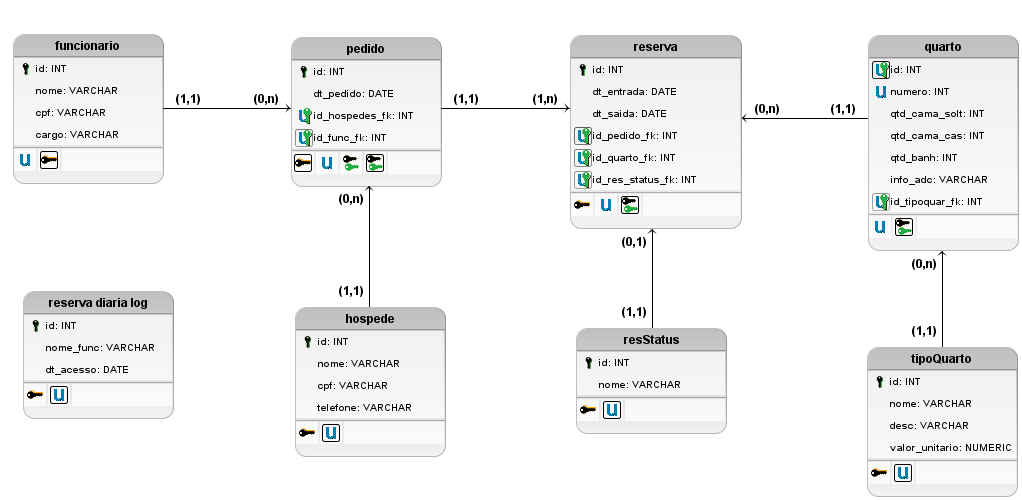 funcionario
id: INT
nome: VARCHAR
cpf: VARCHAR
cargo: VARCHAR
(1,1)
(0,n)
pedido
id: INT
dt_pedido: DATE
id_hospedes_fk: INT
id_func_fk: INT
(1,1)
(1,n)
reserva
id: INT
dt_entrada: DATE
dt_saida: DATE
id_pedido_fk: INT
id_quarto_fk: INT
id_res_status_fk: INT
(0,n)
(1,1)
quarto
id: INT
numero: INT
qtd_cama_solt: INT
qtd_cama_cas: INT
qtd_banh: INT
info_adc: VARCHAR
id_tipoquar_fk: INT
(0,n)
(1,1)
(0,1)
(1,1)
(0,n)
(1,1)
reserva diaria log
id: INT
nome_func: VARCHAR
dt_acesso: DATE
hospede
id: INT
nome: VARCHAR
cpf: VARCHAR
telefone: VARCHAR
resStatus
id: INT
nome: VARCHAR
tipoQuarto
id: INT
nome: VARCHAR
desc: VARCHAR
valor_unitario: NUMERIC